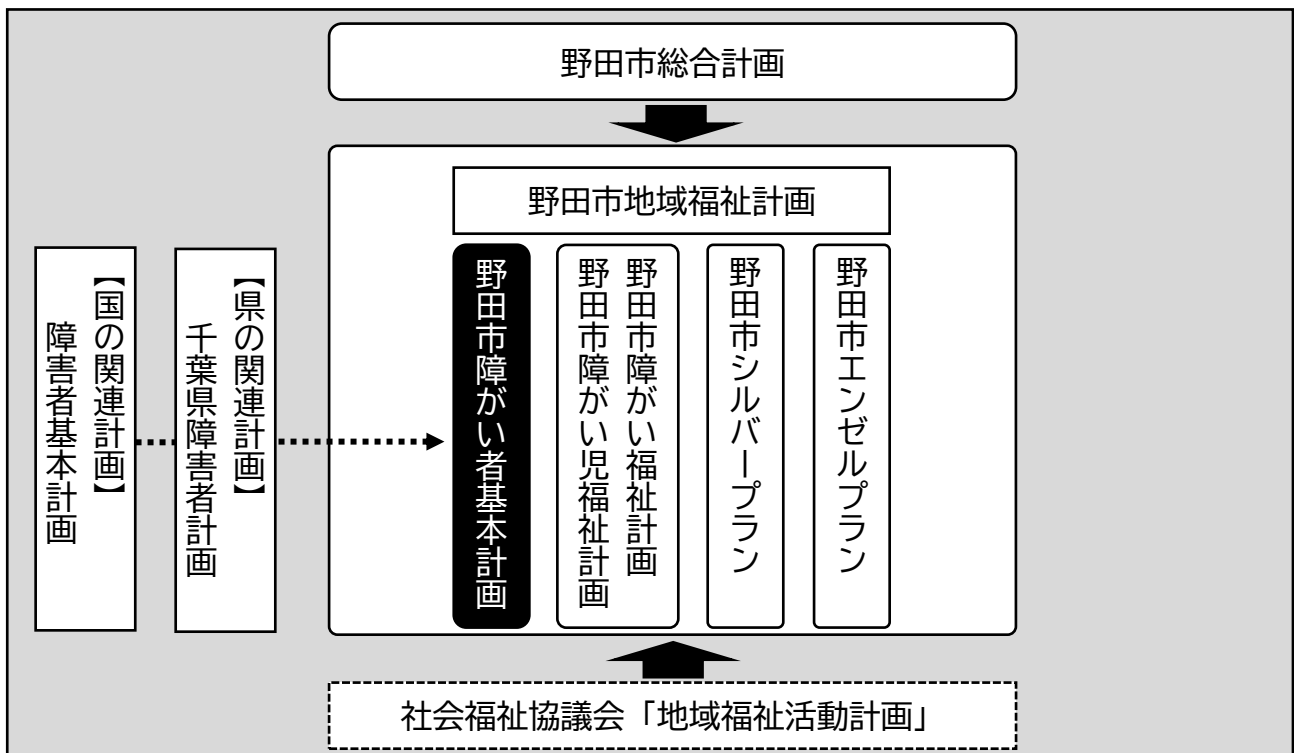 野田市総合計画
野田市地域福祉計画
【国の関連計画】
障害者基本計画
【県の関連計画】
千葉県障害者計画
野田市障がい者基本計画
野田市障がい福祉計画
野田市障がい児福祉計画
野田市シルバープラン
野田市エンゼルプラン
社会福祉協議会「地域福祉活動計画」